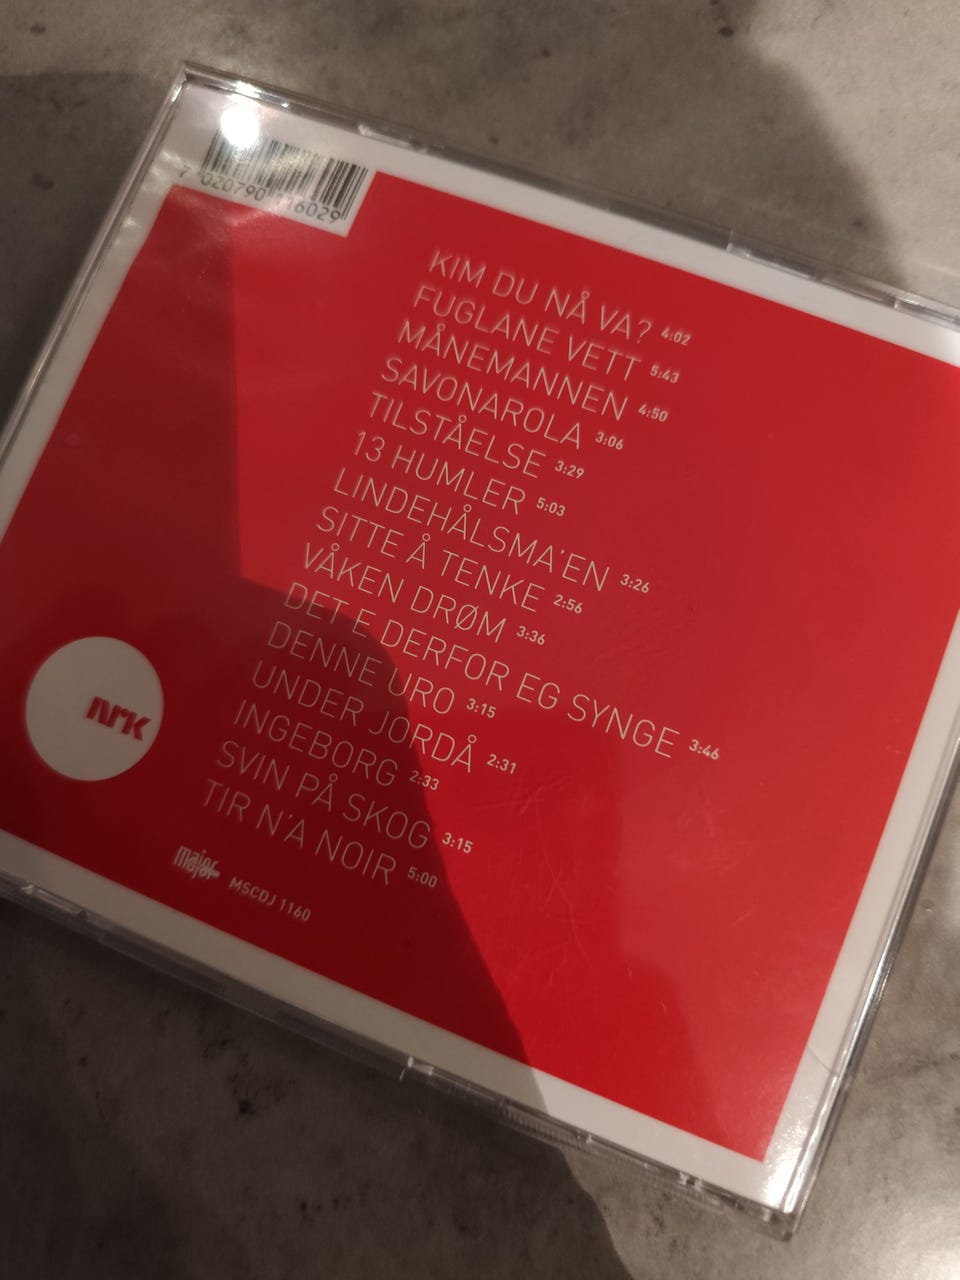 7 020790 116029
KIM DU NÅ VA? 4:02
FUGLANE VETT 5:43
MÅNEMANNEN 4:50
SAVONAROLA 3:06
TILSTÅELSE 3:29
13 HUMLER 5:03
LINDEHÅLSMA'EN 3:26
SITTE Å TENKE 2:56
VÅKEN DRØM 3:36
DET E DERFOR EG SYNGE 3:46
DENNE URO 3:15
UNDER JORDÅ 2:31
INGEBORG 2:33
SVIN PÅ SKOG 3:15
TIR N'A NOIR 5:00
NRK
major major MSCDJ 1160